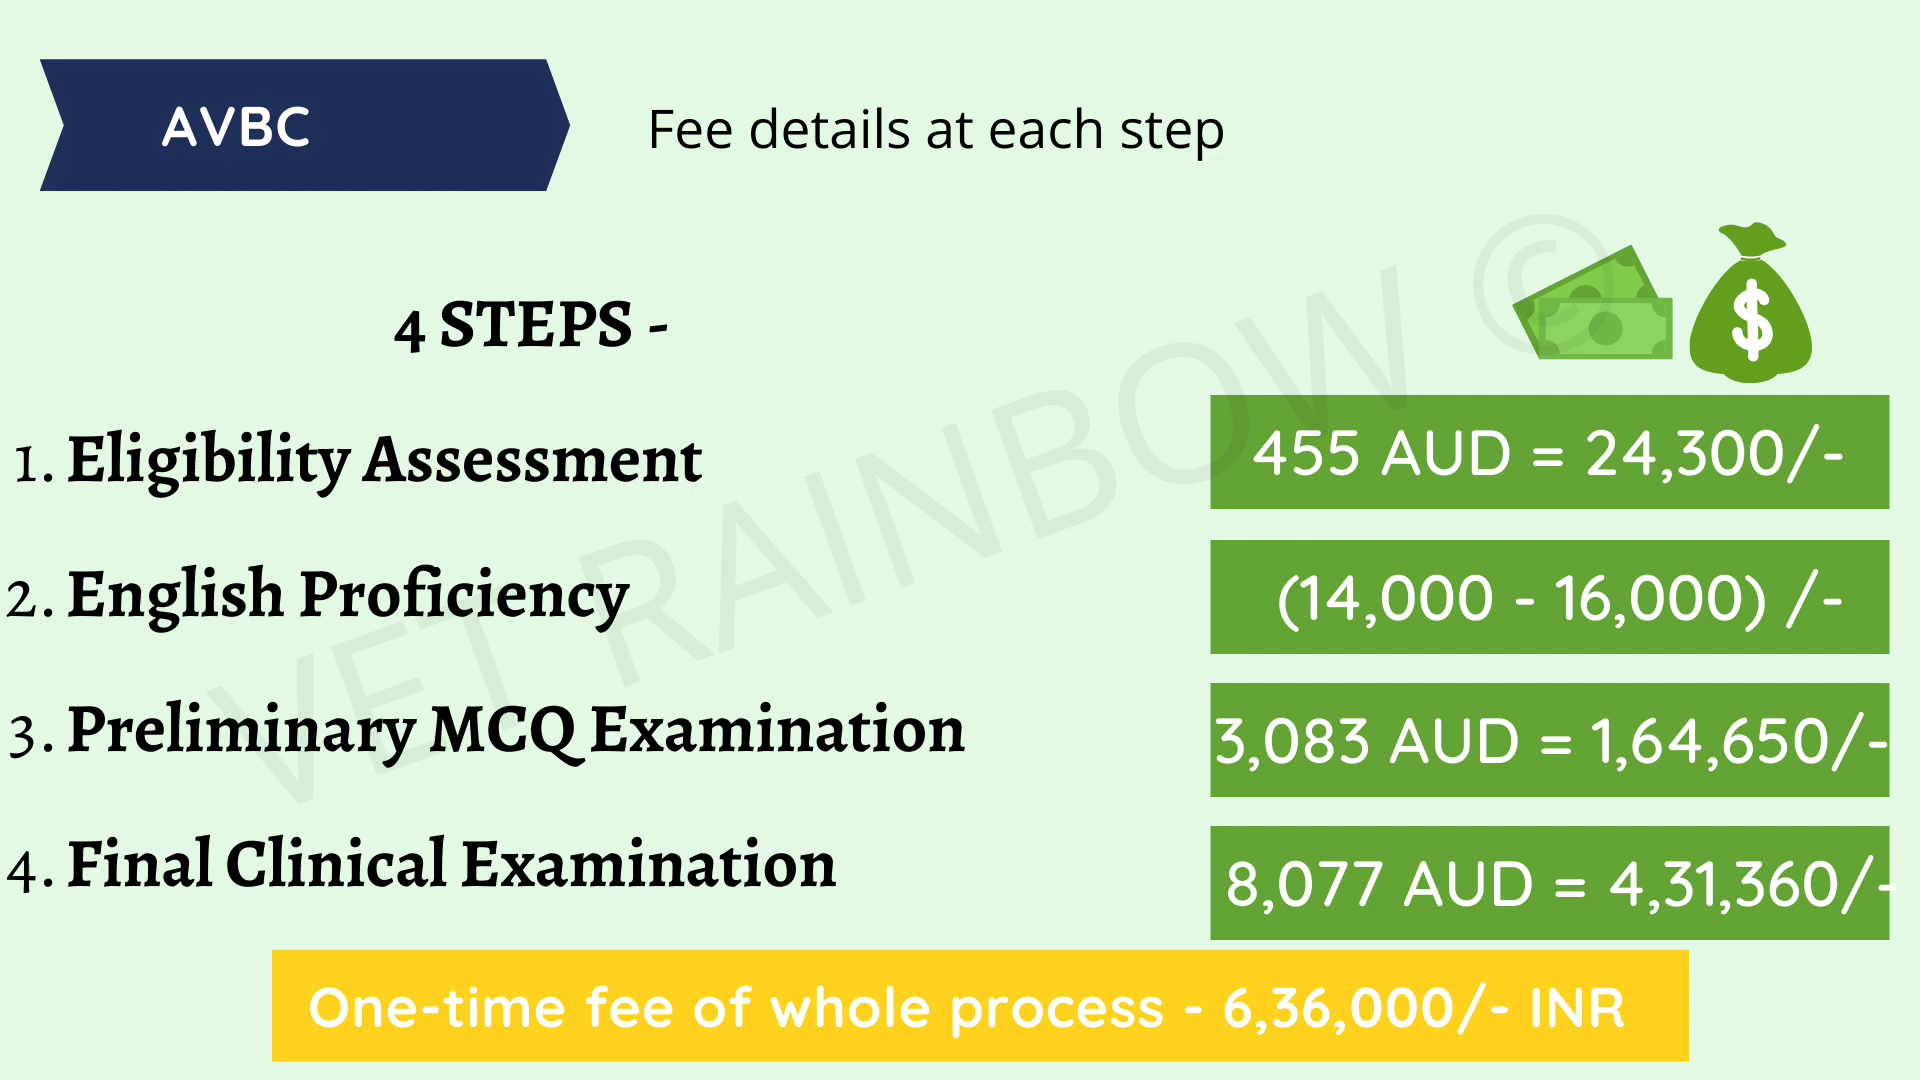 AVBC
Fee details at each step
4 STEPS -
1. Eligibility Assessment
455 AUD = 24,300/-
2. English Proficiency
(14,000 - 16,000) /-
3. Preliminary MCQ Examination
3,083 AUD = 1,64,650/-
4. Final Clinical Examination
8,077 AUD = 4,31,360/-
One-time fee of whole process - 6,36,000/- INR
VET RAINBOW ©
$